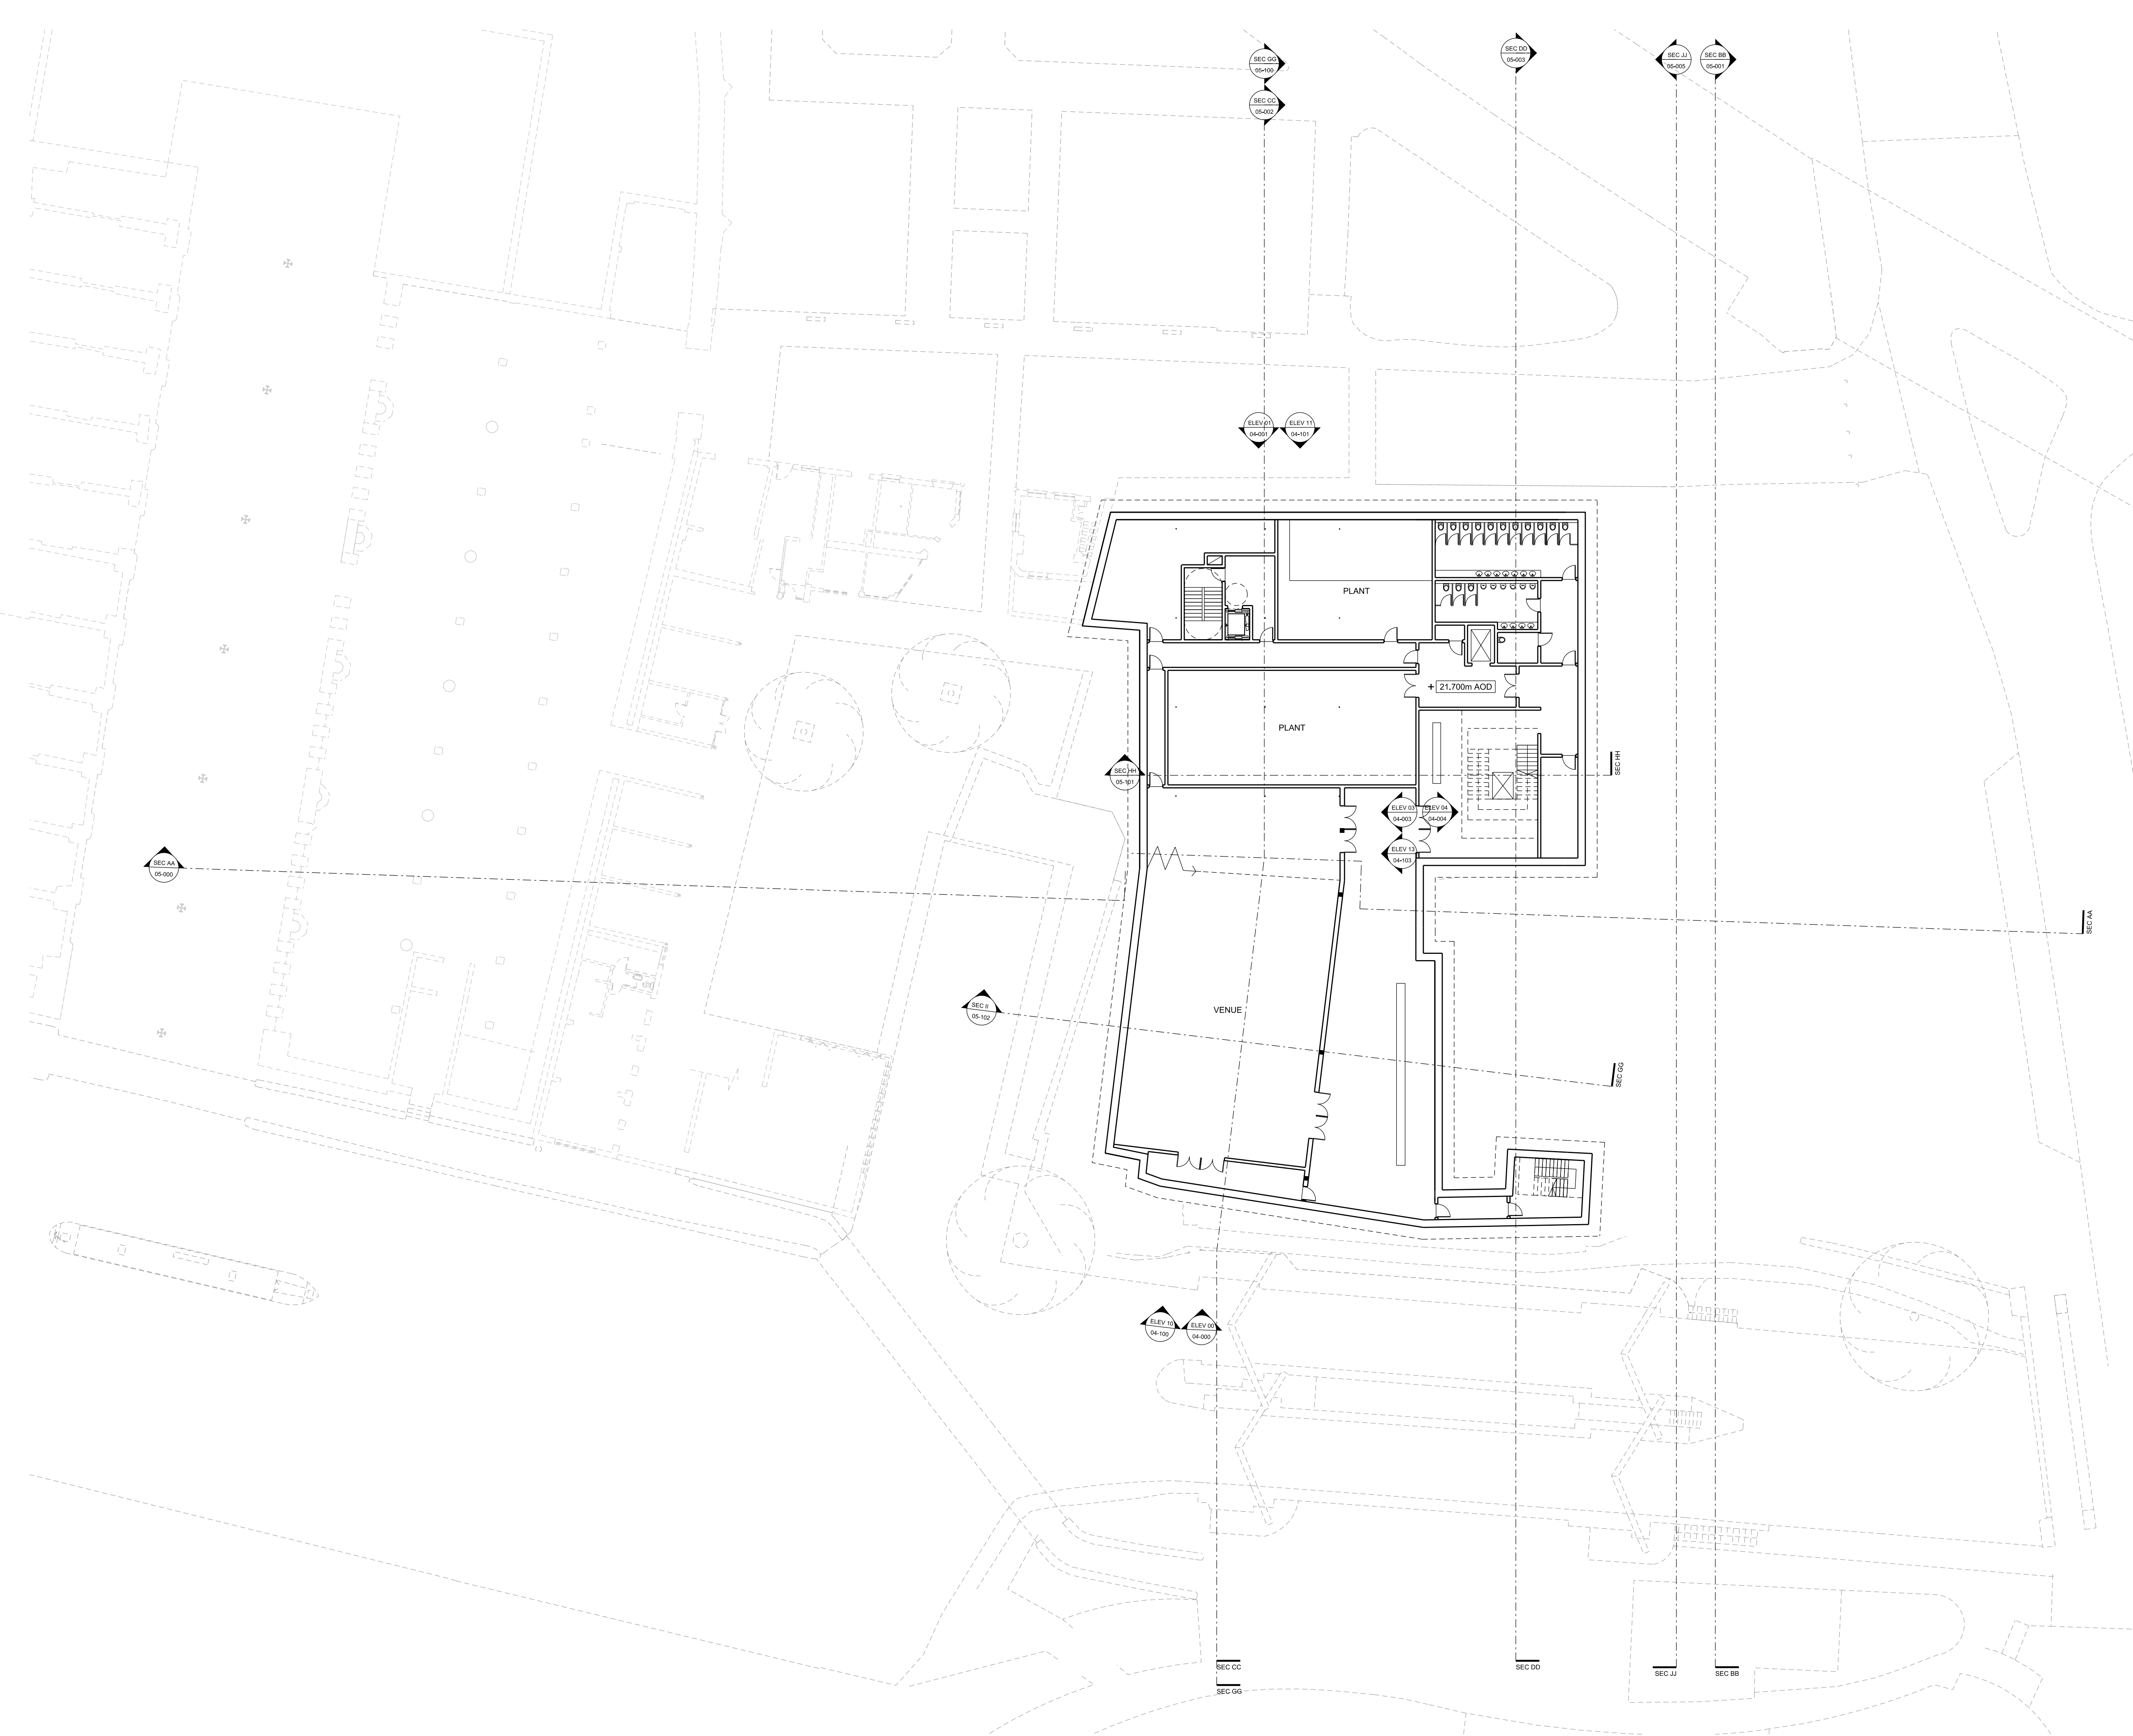 SEC GG
05-100
SEC CC
05-002
SEC DD
05-003
SEC JJ
05-005
SEC BB
05-001
ELEV 01
04-001
ELEV 11
04-101
PLANT
21.700m AOD
PLANT
SEC HH
05-101
SEC HH
ELEV 03
04-003
ELEV 04
04-004
ELEV 13
04-103
SEC AA
05-000
SEC AA
SEC II
05-102
VENUE
SEC GG
ELEV 10
04-100
ELEV 00
04-000
SEC CC
SEC GG
SEC DD
SEC JJ
SEC BB